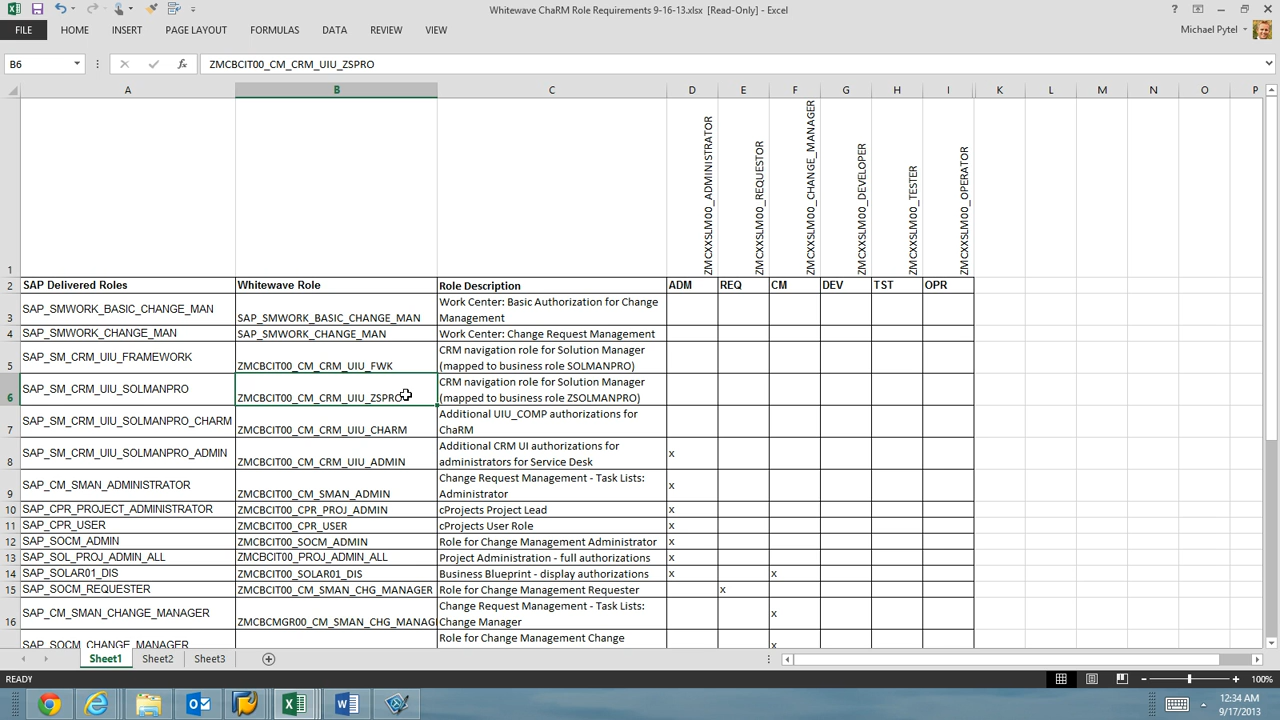 Whitewave ChaRM Role Requirements 9-16-13.xlsx [Read-Only] - Excel
FILE HOME INSERT PAGE LAYOUT FORMULAS DATA REVIEW VIEW Michael Pytel
B6 fx ZMCBCIT00_CM_CRM_UIU_ZSPRO
A B C D E F G H I K L M N O P
1 ZMCXXSLM00_ADMINISTRATOR ZMCXXSLM00_REQUESTOR ZMCXXSLM00_CHANGE_MANAGER ZMCXXSLM00_DEVELOPER ZMCXXSLM00_TESTER ZMCXXSLM00_OPERATOR
2 SAP Delivered Roles Whitewave Role Role Description ADM REQ CM DEV TST OPR
3 SAP_SMWORK_BASIC_CHANGE_MAN SAP_SMWORK_BASIC_CHANGE_MAN Work Center: Basic Authorization for Change
Management
4 SAP_SMWORK_CHANGE_MAN SAP_SMWORK_CHANGE_MAN Work Center: Change Request Management
5 SAP_SM_CRM_UIU_FRAMEWORK ZMCBCIT00_CM_CRM_UIU_FWK CRM navigation role for Solution Manager
(mapped to business role SOLMANPRO)
6 SAP_SM_CRM_UIU_SOLMANPRO ZMCBCIT00_CM_CRM_UIU_ZSPRO CRM navigation role for Solution Manager
(mapped to business role ZSOLMANPRO)
7 SAP_SM_CRM_UIU_SOLMANPRO_CHARM ZMCBCIT00_CM_CRM_UIU_CHARM Additional UIU_COMP authorizations for
ChaRM
8 SAP_SM_CRM_UIU_SOLMANPRO_ADMIN ZMCBCIT00_CM_CRM_UIU_ADMIN Additional CRM UI authorizations for
administrators for Service Desk x
9 SAP_CM_SMAN_ADMINISTRATOR ZMCBCIT00_CM_SMAN_ADMIN Change Request Management - Task Lists:
Administrator x
10 SAP_CPR_PROJECT_ADMINISTRATOR ZMCBCIT00_CPR_PROJ_ADMIN cProjects Project Lead x
11 SAP_CPR_USER ZMCBCIT00_CPR_USER cProjects User Role x
12 SAP_SOCM_ADMIN ZMCBCIT00_SOCM_ADMIN Role for Change Management Administrator x
13 SAP_SOL_PROJ_ADMIN_ALL ZMCBCIT00_PROJ_ADMIN_ALL Project Administration - full authorizations x
14 SAP_SOLAR01_DIS ZMCBCIT00_SOLAR01_DIS Business Blueprint - display authorizations x x
15 SAP_SOCM_REQUESTER ZMCBCIT00_CM_SMAN_CHG_MANAGER Role for Change Management Requester x
16 SAP_CM_SMAN_CHANGE_MANAGER ZMCBCMGR00_CM_SMAN_CHG_MANAG Change Request Management - Task Lists:
Change Manager x
SAP_SOCM_CHANGE_MANAGER Role for Change Management Change x
Sheet1 Sheet2 Sheet3
READY 100%
12:34 AM
9/17/2013